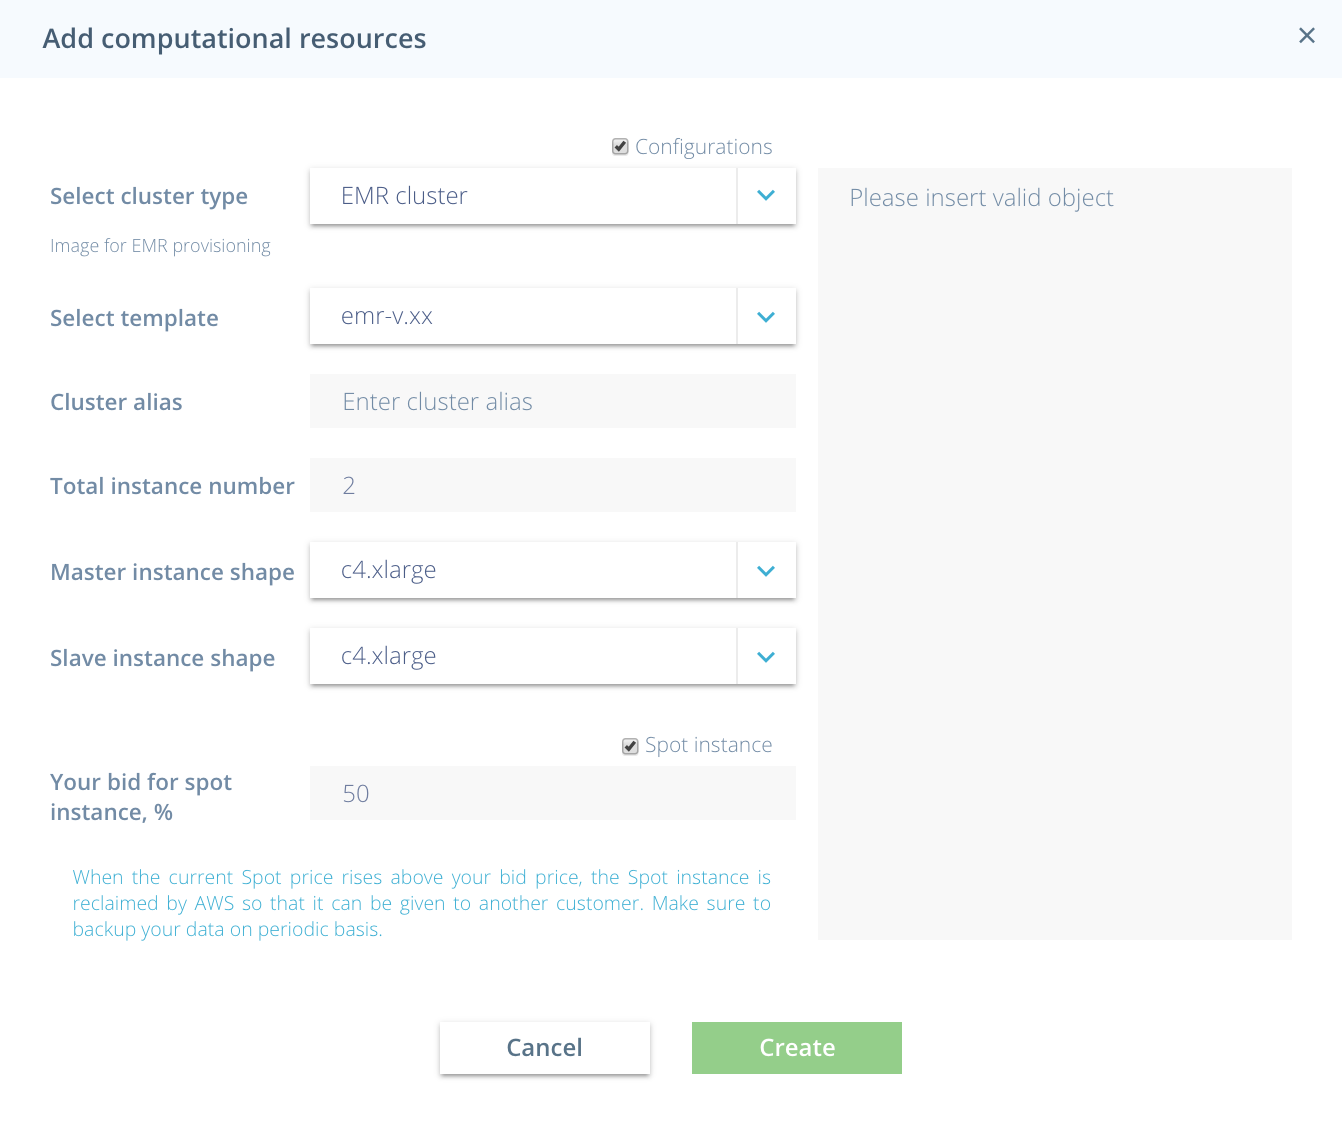 Add computational resources
Configurations
Select cluster type
EMR cluster
Please insert valid object
Image for EMR provisioning
Select template
emr-v.xx
Cluster alias
Enter cluster alias
Total instance number
2
Master instance shape
c4.xlarge
Slave instance shape
c4.xlarge
Spot instance
Your bid for spot
instance, %
50
When the current Spot price rises above your bid price, the Spot instance is
reclaimed by AWS so that it can be given to another customer. Make sure to
backup your data on periodic basis.
Cancel
Create